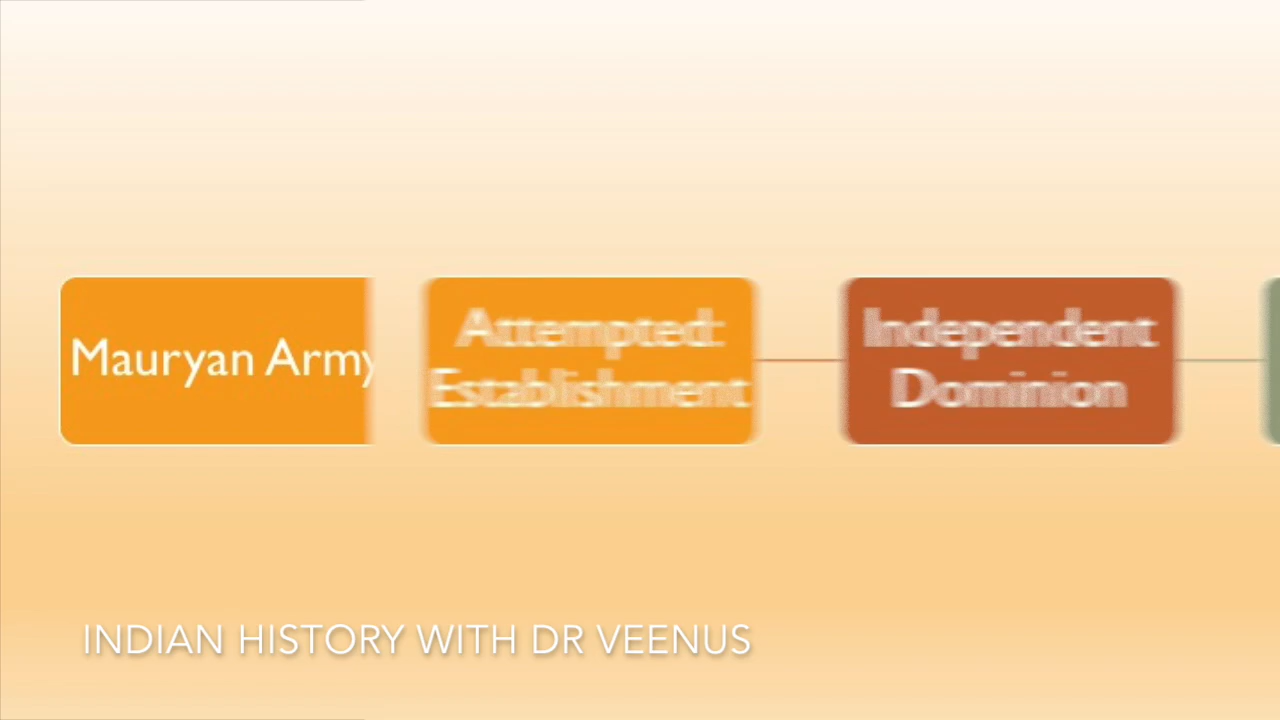 Mauryan Army
Attempted:
Establishment
Independent
Dominion
INDIAN HISTORY WITH DR VEENUS